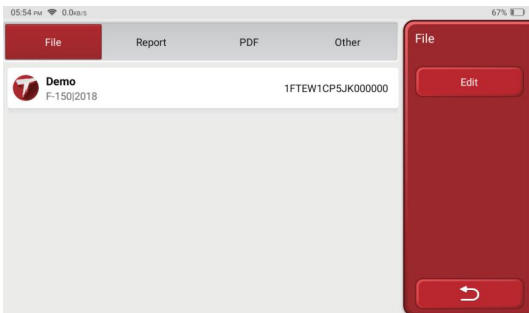 05:54 PM 0.0KB/S 67%
File Report PDF Other
File
Demo
F-150|2018
1FTEW1CP5JK000000
Edit